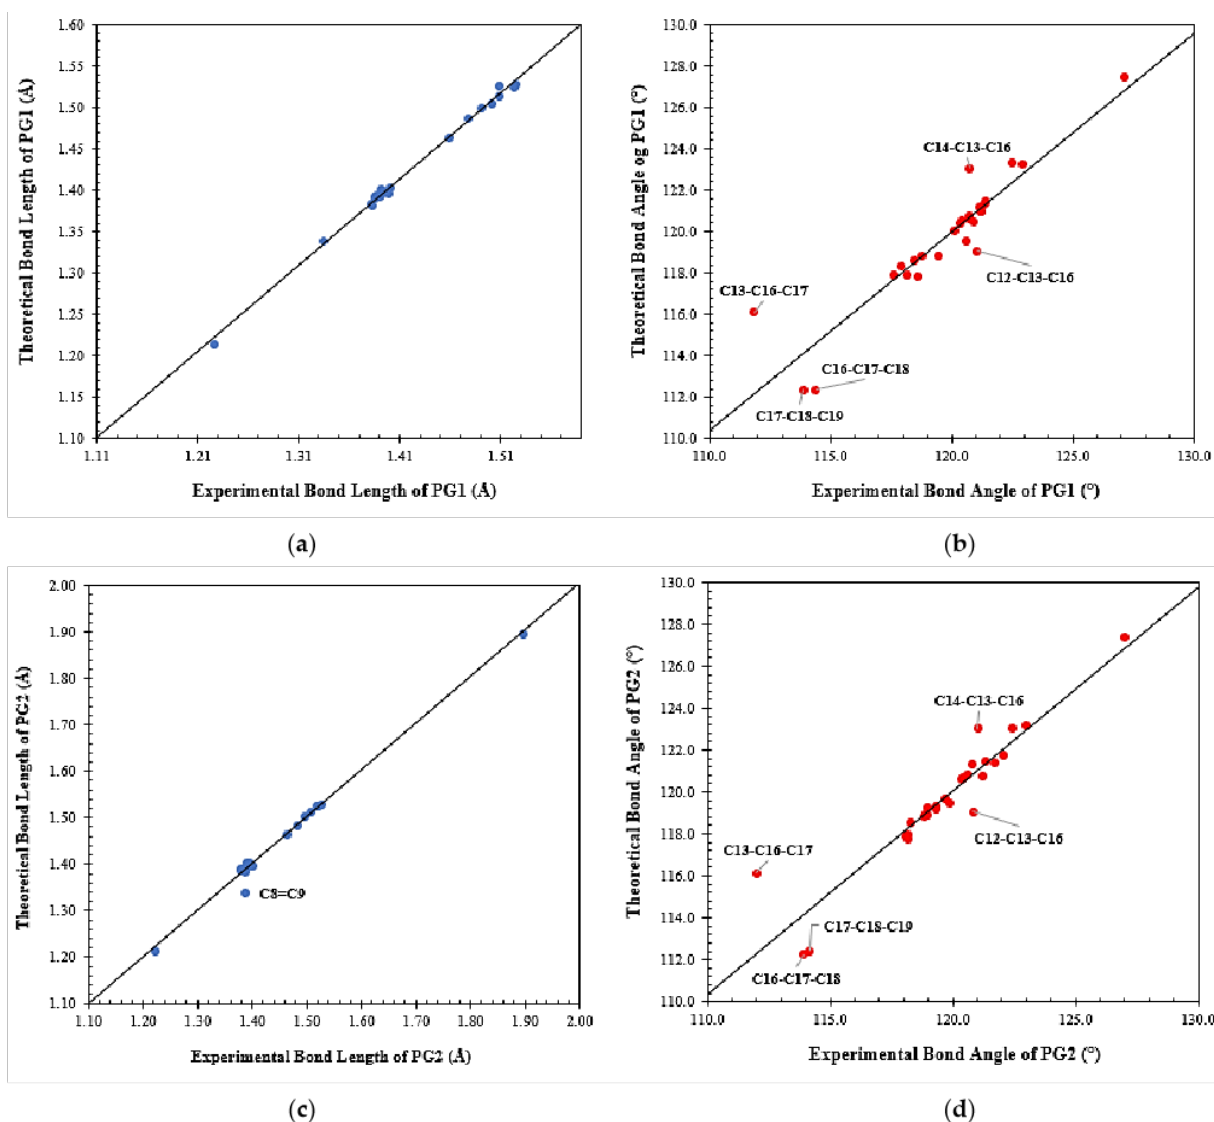 1.60
1.55
1.50
1.45
1.40
1.35
1.30
1.25
1.20
1.15
1.10
1.11
1.21
1.31
1.41
1.51
Theoretical Bond Length of PG1 (Å)
Experimental Bond Length of PG1 (Å)
(a)
130.0
128.0
126.0
124.0
122.0
120.0
118.0
116.0
114.0
112.0
110.0
110.0
115.0
120.0
125.0
130.0
Theoretical Bond Angle og PG1 (°)
C14-C13-C16
C12-C13-C16
C13-C16-C17
C16-C17-C18
C17-C18-C19
Experimental Bond Angle of PG1 (°)
(b)
2.00
1.90
1.80
1.70
1.60
1.50
1.40
1.30
1.20
1.10
1.10
1.20
1.30
1.40
1.50
1.60
1.70
1.80
1.90
2.00
Theoretical Bond Length of PG2 (Å)
C8=C9
Experimental Bond Length of PG2 (Å)
(c)
130.0
128.0
126.0
124.0
122.0
120.0
118.0
116.0
114.0
112.0
110.0
110.0
115.0
120.0
125.0
130.0
Theoretical Bond Angle of PG2 (°)
C14-C13-C16
C12-C13-C16
C13-C16-C17
C17-C18-C19
C16-C17-C18
Experimental Bond Angle of PG2 (°)
(d)